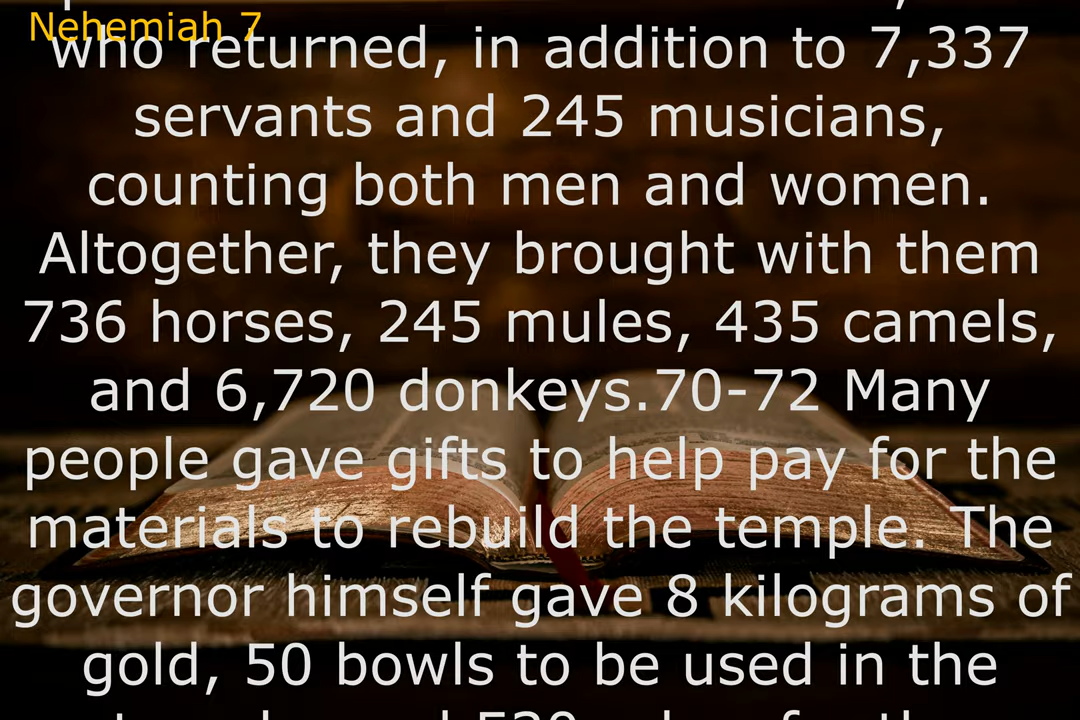 Nehemiah 7
who returned, in addition to 7,337
servants and 245 musicians,
counting both men and women.
Altogether, they brought with them
736 horses, 245 mules, 435 camels,
and 6,720 donkeys.70-72 Many
people gave gifts to help pay for the
materials to rebuild the temple. The
governor himself gave 8 kilograms of
gold, 50 bowls to be used in the